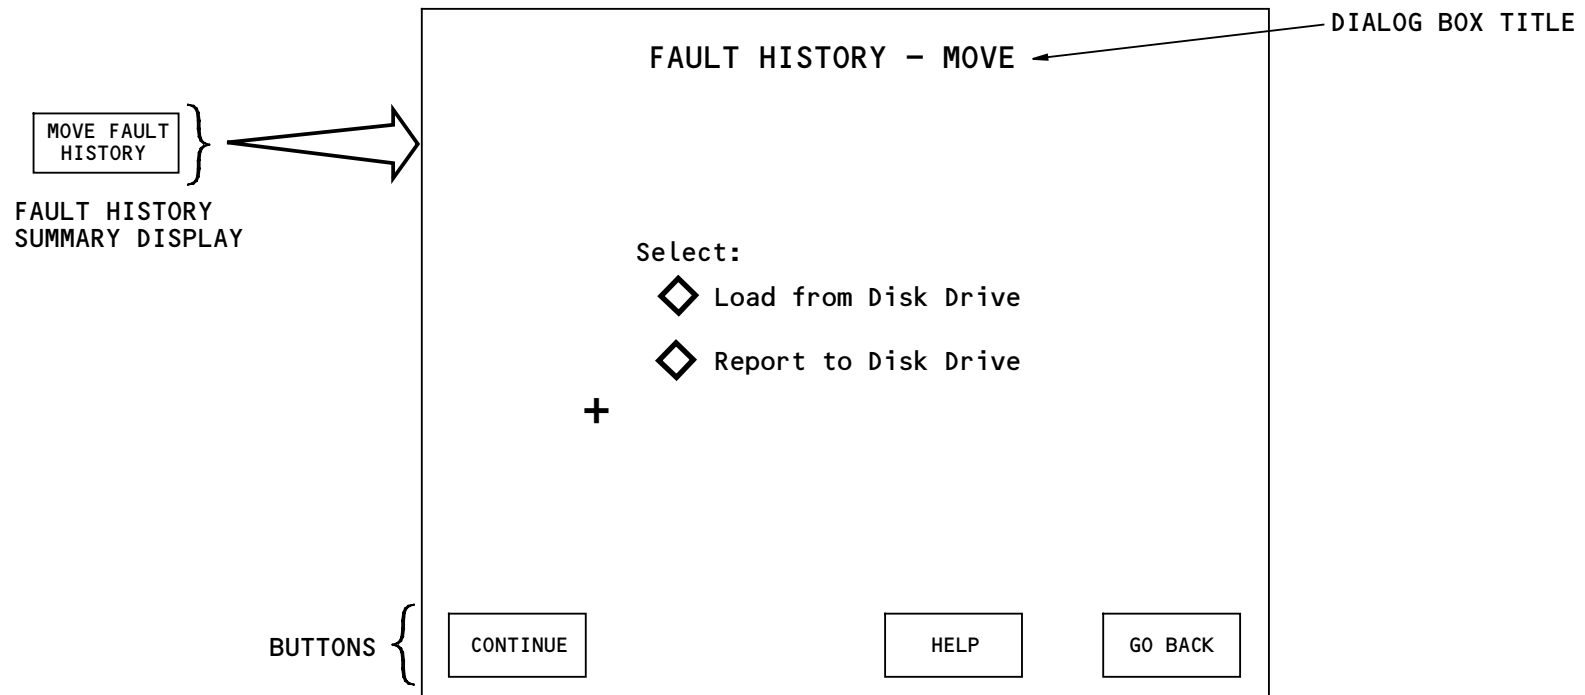 DIALOG BOX TITLE
FAULT HISTORY – MOVE
MOVE FAULT
HISTORY
FAULT HISTORY
SUMMARY DISPLAY
Select:
Load from Disk Drive
Report to Disk Drive
BUTTONS
CONTINUE
HELP
GO BACK